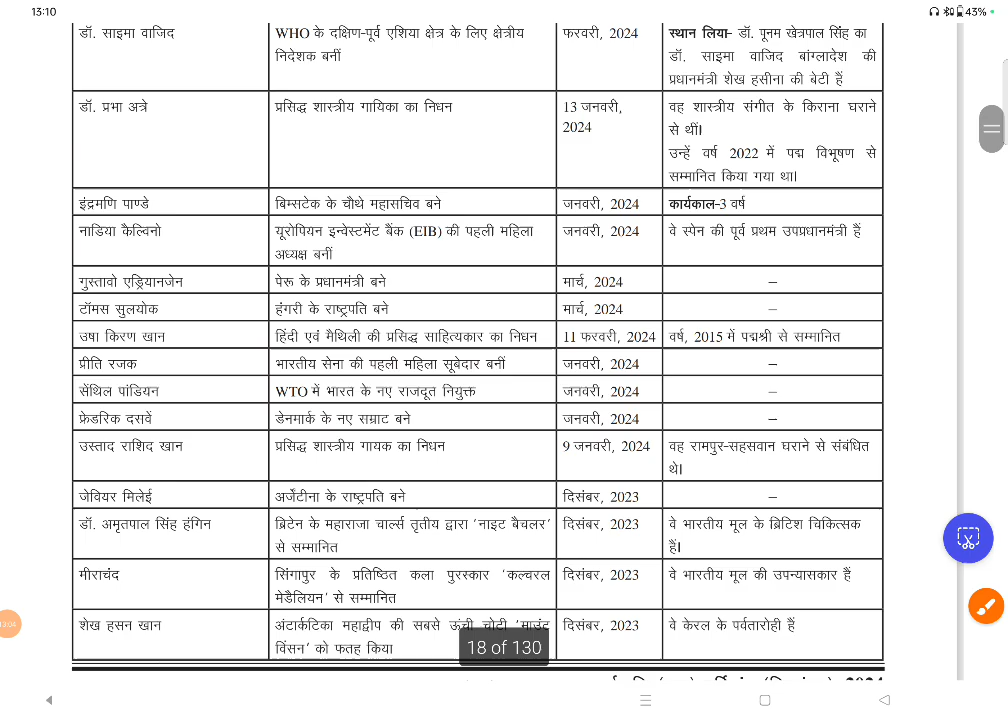 13:10
43%
डॉ. साइमा वाजिद
WHO के दक्षिण-पूर्व एशिया क्षेत्र के लिए क्षेत्रीय
निदेशक बनीं
फरवरी, 2024
स्थान लिया– डॉ. पूनम खेत्रपाल सिंह का
डॉ. साइमा वाजिद बांग्लादेश की
प्रधानमंत्री शेख हसीना की बेटी हैं
डॉ. प्रभा अत्रे
प्रसिद्ध शास्त्रीय गायिका का निधन
13 जनवरी,
2024
वह शास्त्रीय संगीत के किराना घराने
से थीं।
उन्हें वर्ष 2022 में पद्म विभूषण से
सम्मानित किया गया था।
इंद्रमणि पाण्डे
बिम्सटेक के चौथे महासचिव बने
जनवरी, 2024
कार्यकाल–3 वर्ष
नाडिया कैल्विनो
यूरोपियन इन्वेस्टमेंट बैंक (EIB) की पहली महिला
अध्यक्ष बनीं
जनवरी, 2024
वे स्पेन की पूर्व प्रथम उपप्रधानमंत्री हैं
गुस्तावो एड्रियानजेन
पेरू के प्रधानमंत्री बने
मार्च, 2024
–
टॉमस सुलयोक
हंगरी के राष्ट्रपति बने
मार्च, 2024
–
उषा किरण खान
हिंदी एवं मैथिली की प्रसिद्ध साहित्यकार का निधन
11 फरवरी, 2024
वर्ष, 2015 में पद्मश्री से सम्मानित
प्रीति रजक
भारतीय सेना की पहली महिला सूबेदार बनीं
जनवरी, 2024
–
सेंथिल पांडियन
WTO में भारत के नए राजदूत नियुक्त
जनवरी, 2024
–
फ्रेडरिक दसवें
डेनमार्क के नए सम्राट बने
जनवरी, 2024
–
उस्ताद राशिद खान
प्रसिद्ध शास्त्रीय गायक का निधन
9 जनवरी, 2024
वह रामपुर-सहसवान घराने से संबंधित
थे।
जेवियर मिलेई
अर्जेंटीना के राष्ट्रपति बने
दिसंबर, 2023
–
डॉ. अमृतपाल सिंह हंगिन
ब्रिटेन के महाराजा चार्ल्स तृतीय द्वारा ‘नाइट बैचलर’
से सम्मानित
दिसंबर, 2023
वे भारतीय मूल के ब्रिटिश चिकित्सक
हैं।
मीराचंद
सिंगापुर के प्रतिष्ठित कला पुरस्कार ‘कल्चरल
मेडैलियन’ से सम्मानित
दिसंबर, 2023
वे भारतीय मूल की उपन्यासकार हैं
शेख हसन खान
अंटार्कटिका महाद्वीप की सबसे ऊंची चोटी ‘माउंट
विंसन’ को फतह किया
दिसंबर, 2023
वे केरल के पर्वतारोही हैं
18 of 130